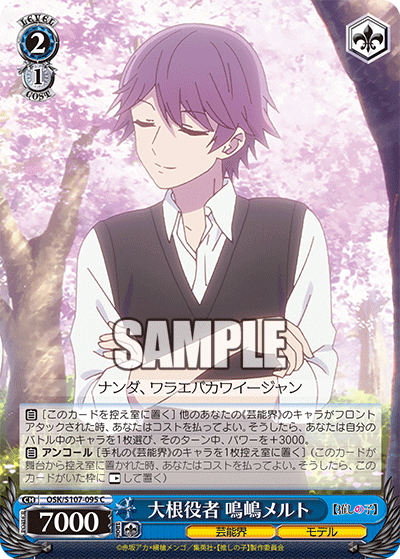 LEVEL
2
1
COST
SAMPLE
ナンダ、ワラエバカワイージャン
自 [このカードを控え室に置く] 他のあなたの《芸能界》のキャラがフロント
アタックされた時、あなたはコストを払ってよい。そうしたら、あなたは自分の
バトル中のキャラを1枚選び、そのターン中、パワーを+3000。
自 アンコール [手札の《芸能界》のキャラを1枚控え室に置く] (このカードが
舞台から控え室に置かれた時、あなたはコストを払ってよい。そうしたら、
このカードがいた枠にレストして置く)
CH OSK/S107-095 C
7000
大根役者 鳴嶋メルト
【推しの子】
芸能界
モデル
©赤坂アカ×横槍メンゴ/集英社・【推しの子】製作委員会